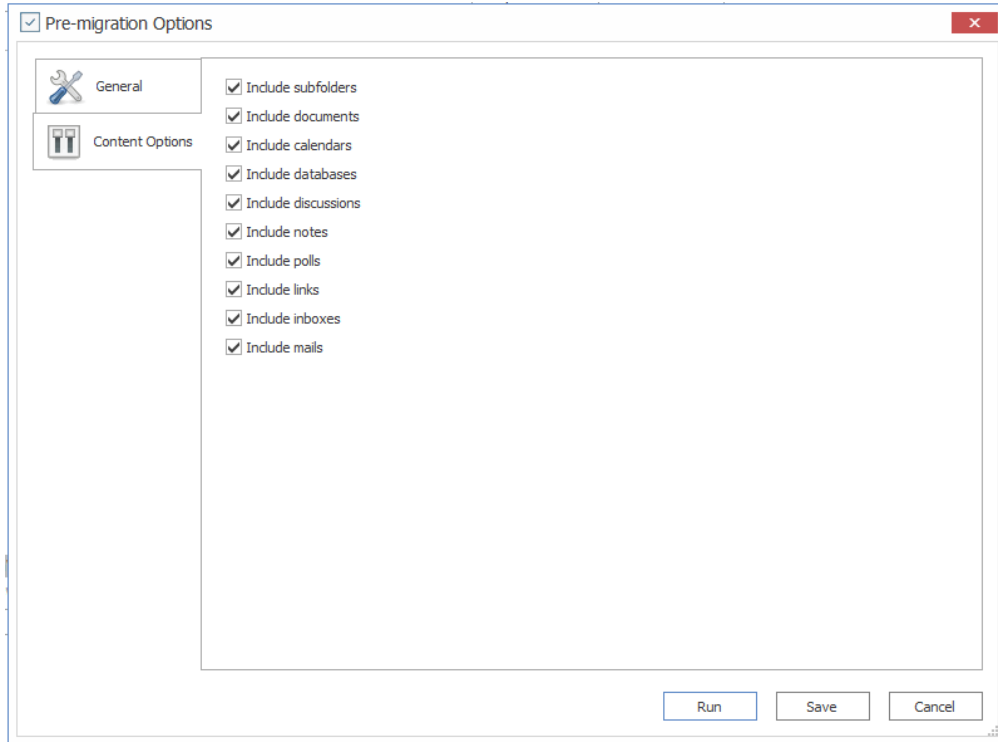 Pre-migration Options
General
Content Options
Include subfolders
Include documents
Include calendars
Include databases
Include discussions
Include notes
Include polls
Include links
Include inboxes
Include mails
Run
Save
Cancel